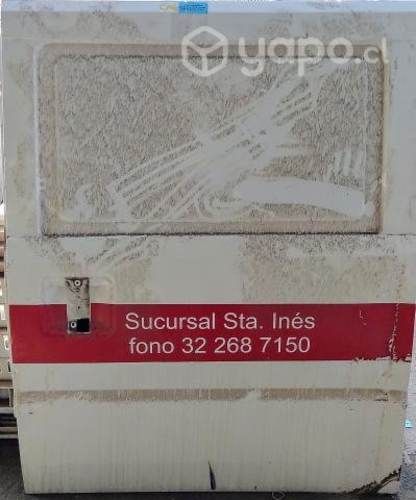 yapo.cl
Sucursal Sta. Inés
fono 32 268 7150